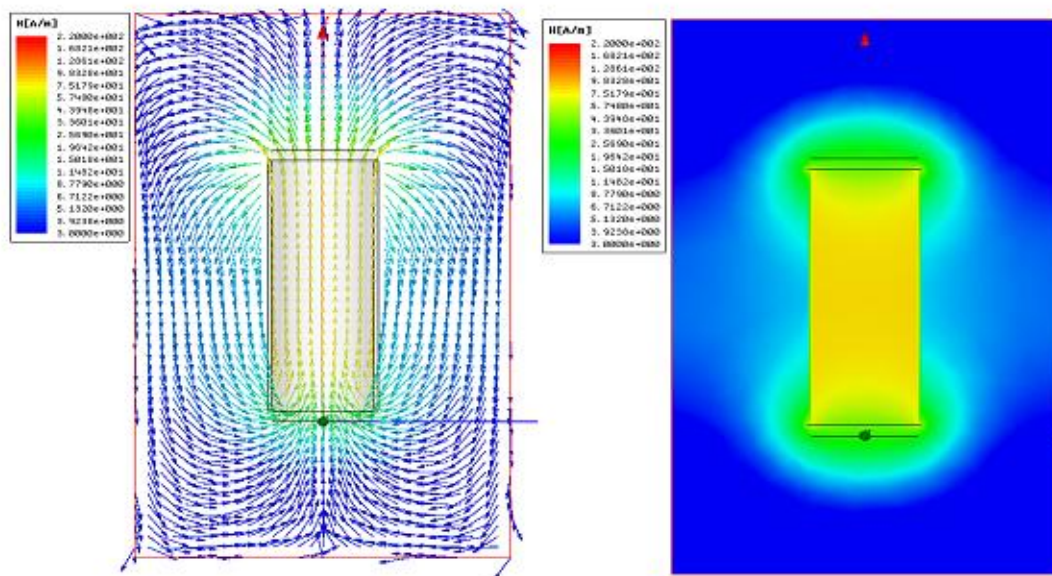 H[A/m]
2.2000e+002
1.6821e+002
1.2861e+002
9.8328e+001
7.5179e+001
5.7480e+001
4.3948e+001
3.3601e+001
2.5690e+001
1.9642e+001
1.5018e+001
1.1482e+001
8.7790e+000
6.7122e+000
5.1320e+000
3.9238e+000
3.0000e+000
H[A/m]
2.2000e+002
1.6821e+002
1.2861e+002
9.8328e+001
7.5179e+001
5.7480e+001
4.3948e+001
3.3601e+001
2.5690e+001
1.9642e+001
1.5018e+001
1.1482e+001
8.7790e+000
6.7122e+000
5.1320e+000
3.9238e+000
3.0000e+000